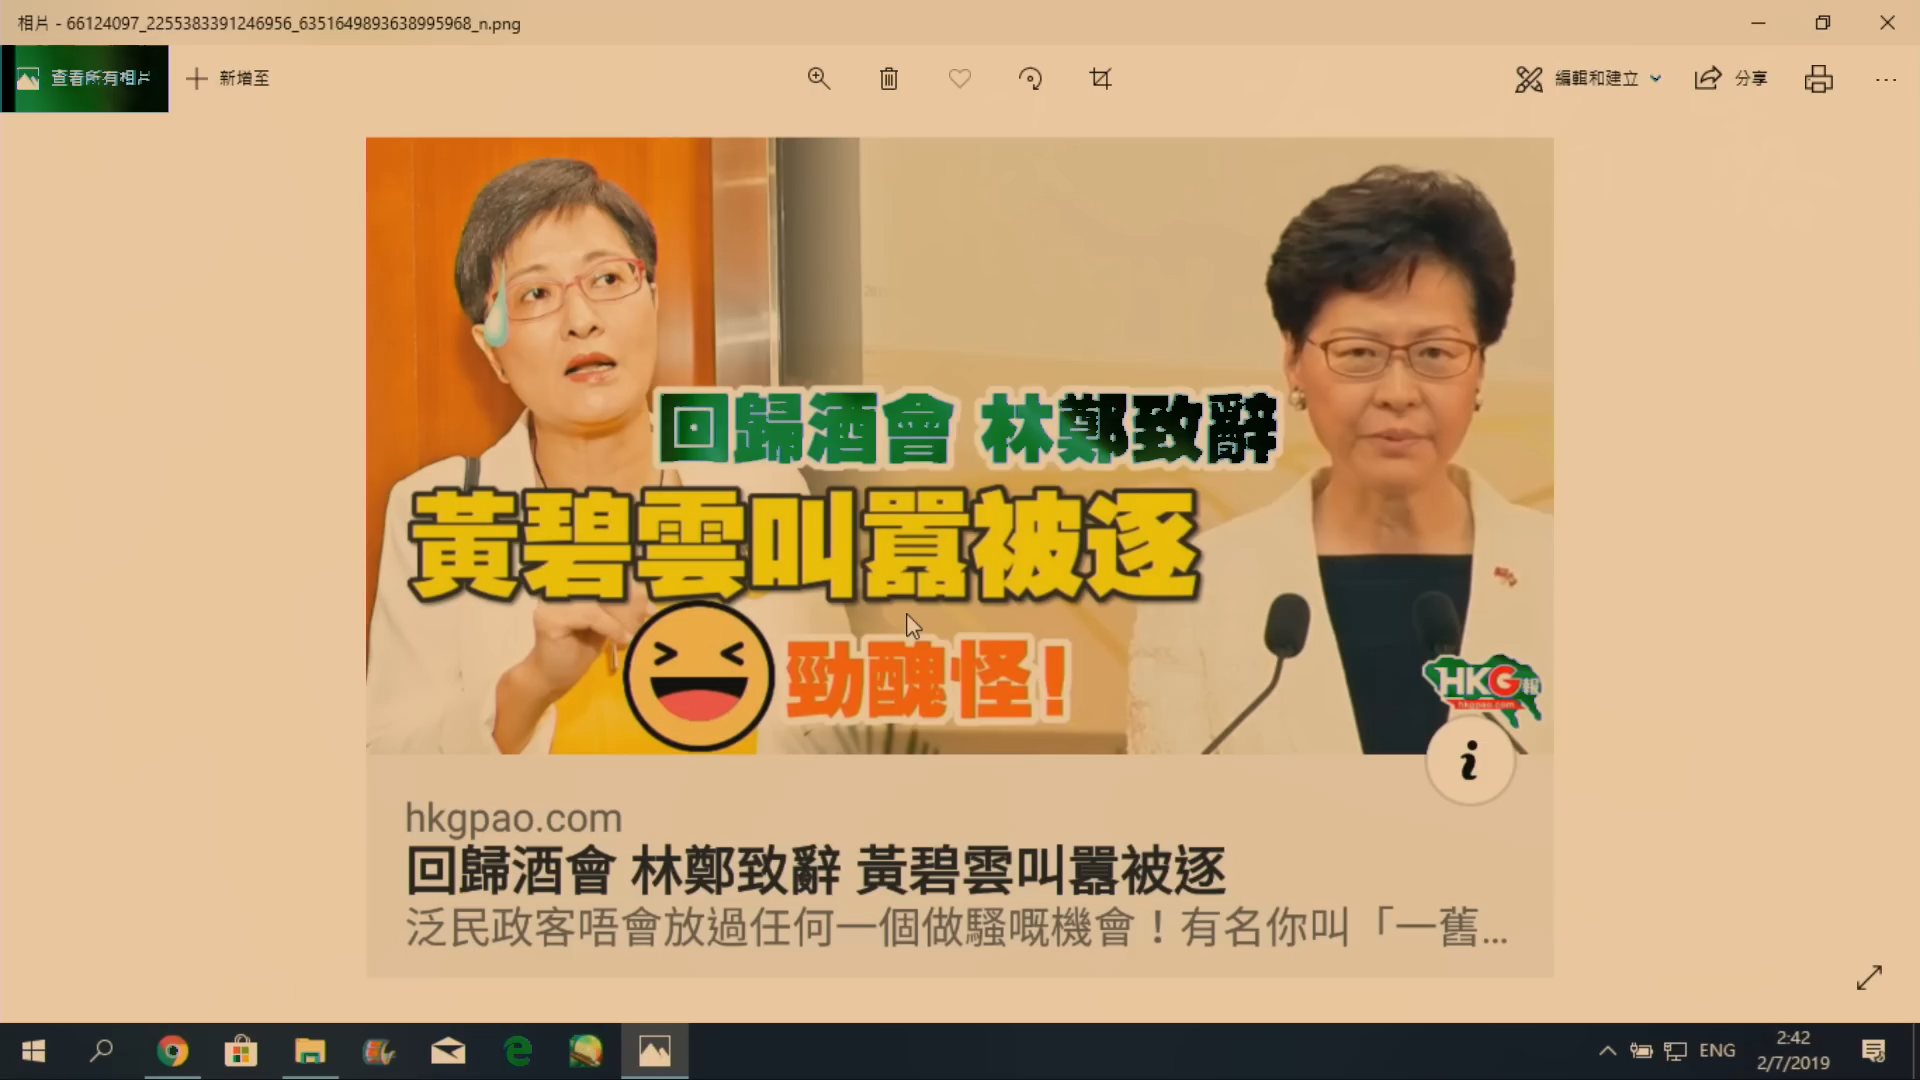 相片 - 66124097_2255383391246956_6351649893638995968_n.png
查看所有相片
新增至
編輯和建立
分享
回歸酒會 林鄭致辭
黃碧雲叫囂被逐
勁醜怪!
HKG報
hkgpao.com
i
hkgpao.com
回歸酒會 林鄭致辭 黃碧雲叫囂被逐
泛民政客唔會放過任何一個做騷嘅機會！有名你叫「一舊...
ENG
2:42
2/7/2019